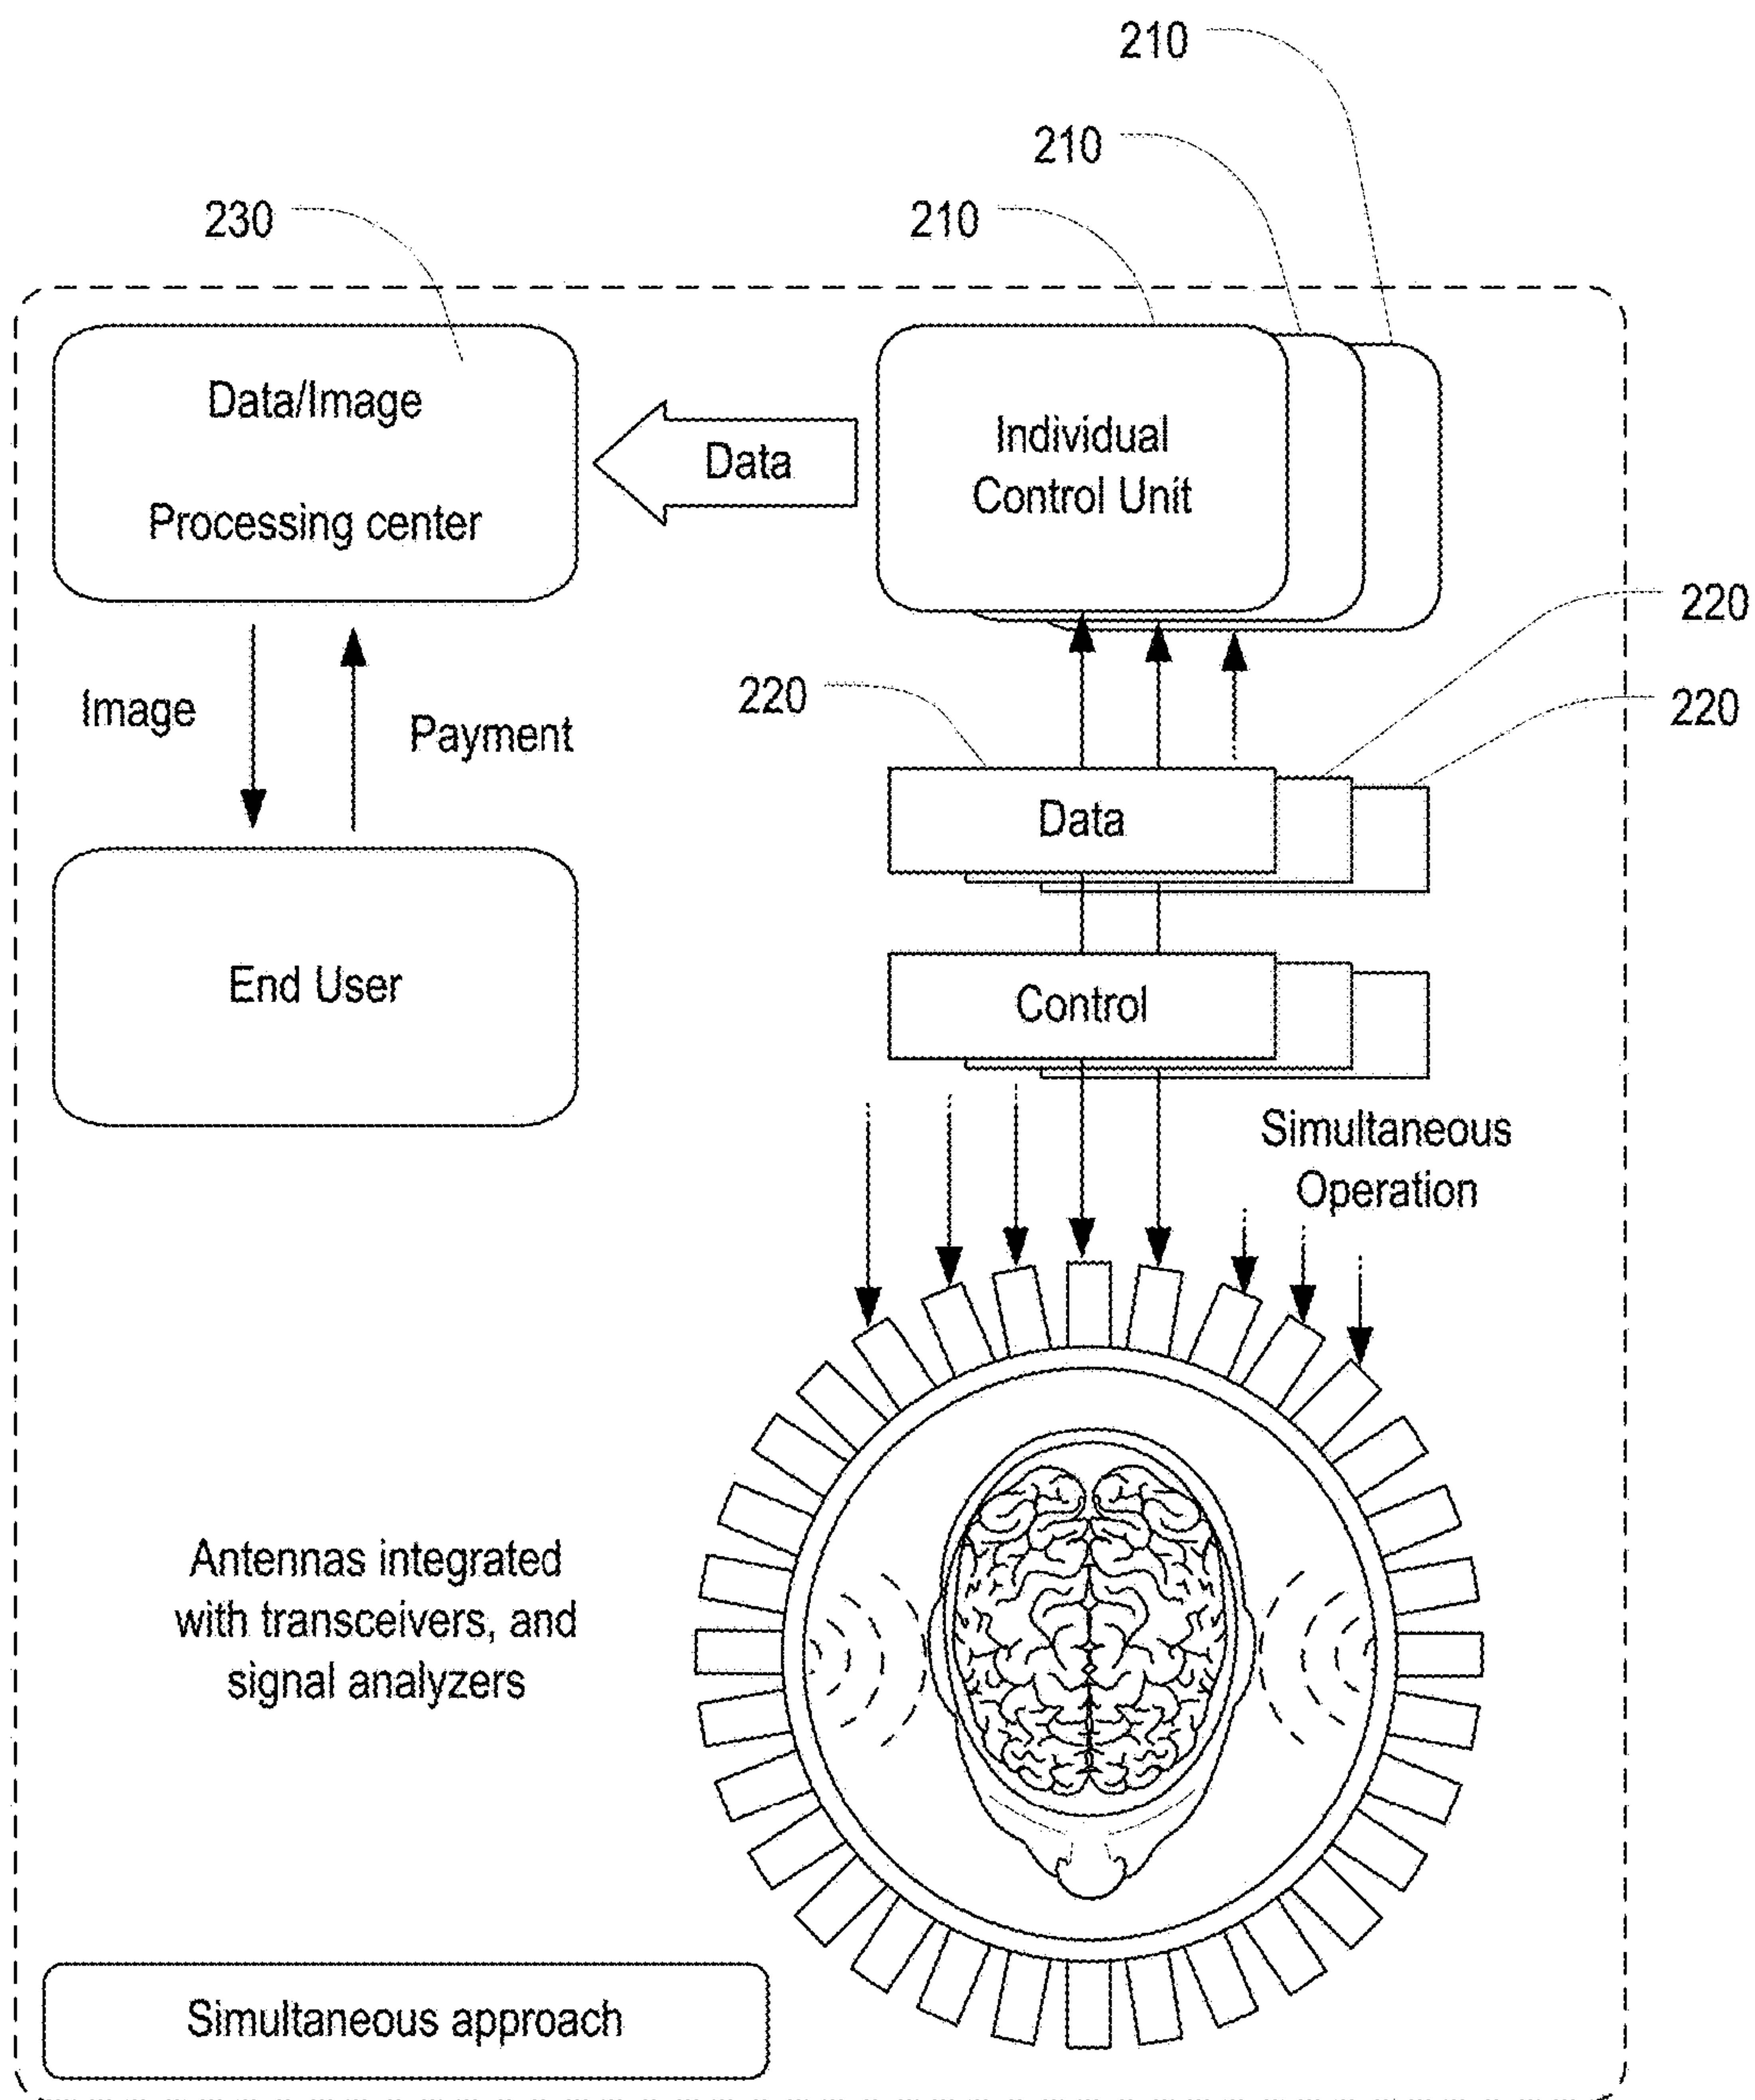 210
210
210
230
Data/Image
Processing center
Data
Individual
Control Unit
220
220
220
Image
Payment
Data
End User
Control
Simultaneous
Operation
Antennas integrated
with transceivers, and
signal analyzers
Simultaneous approach